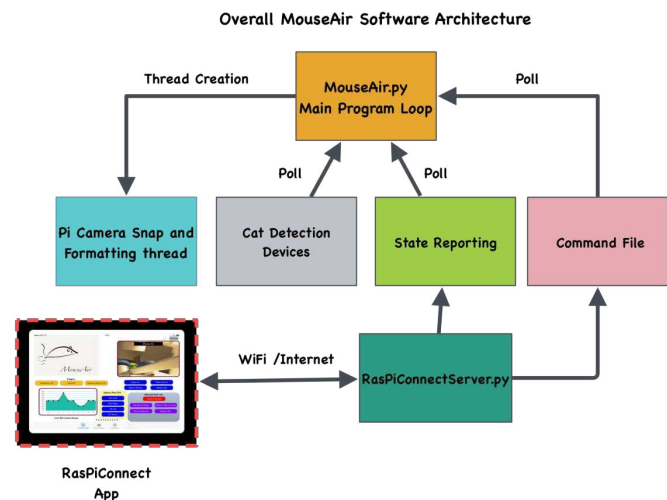 Overall MouseAir Software Architecture
Thread Creation
MouseAir.py
Main Program Loop
Poll
Poll
Poll
Pi Camera Snap and
Formatting thread
Cat Detection
Devices
State Reporting
Command File
MouseAir
WiFi /Internet
RasPiConnectServer.py
RasPiConnect
App